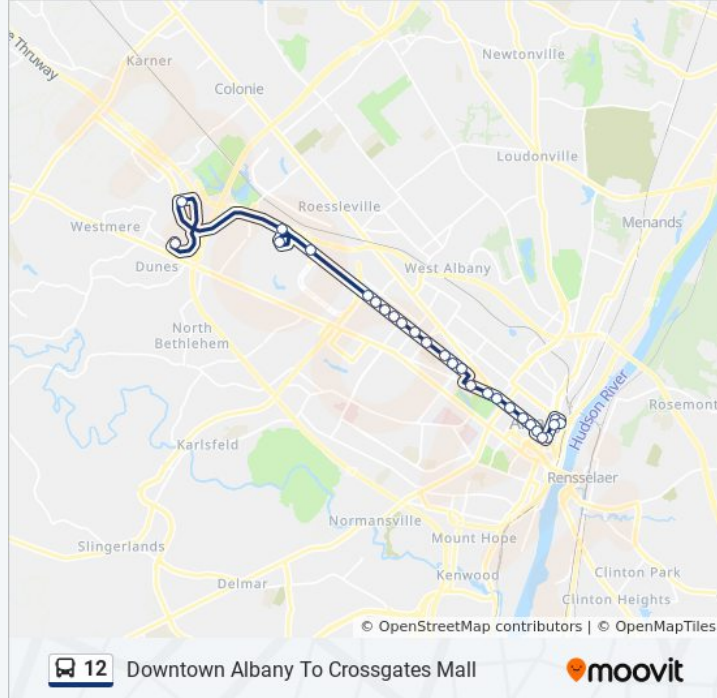 e Thruway
Karner
Newtonville
Colonie
Loudonville
Roessleville
Westmere
Menands
Dunes
West Albany
North
Bethlehem
Hudson River
Rosemont
Karlsfeld
Rensselaer
Normansville
Mount Hope
Slingerlands
Kenwood
Clinton Park
Delmar
Clinton Heights
© OpenStreetMap contributors | © OpenMapTiles
12 Downtown Albany To Crossgates Mall
moovit